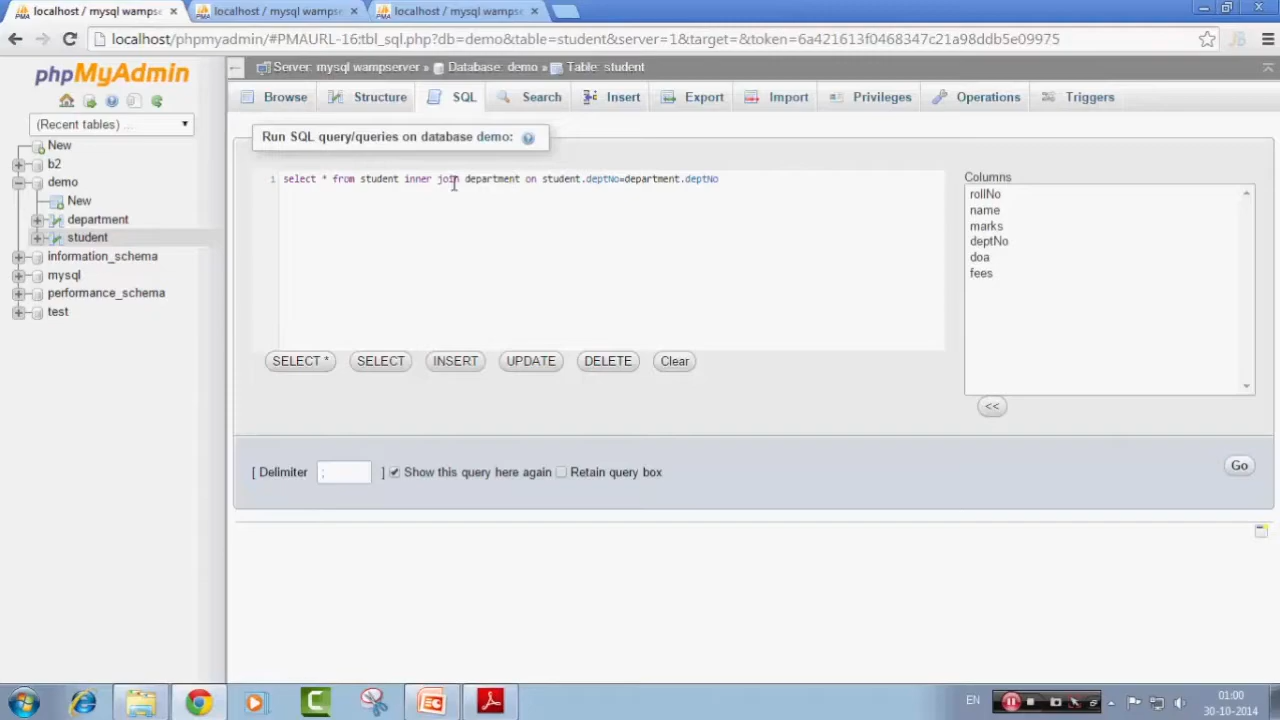 localhost / mysql wampse
localhost / mysql wampse
localhost / mysql wampse
localhost/phpmyadmin/#PMAURL-16:tbl_sql.php?db=demo&table=student&server=1&target=&token=6a421613f0468347c21a98ddb5e09975
phpMyAdmin
(Recent tables) ...
New
b2
demo
New
department
student
information_schema
mysql
performance_schema
test
Server: mysql wampserver » Database: demo » Table: student
Browse Structure SQL Search Insert Export Import Privileges Operations Triggers
Run SQL query/queries on database demo:
1 select * from student inner join department on student.deptNo=department.deptNo
Columns
rollNo
name
marks
deptNo
doa
fees
<<
SELECT * SELECT INSERT UPDATE DELETE Clear
[ Delimiter ; ] Show this query here again Retain query box
Go
EN
01:00
30-10-2014